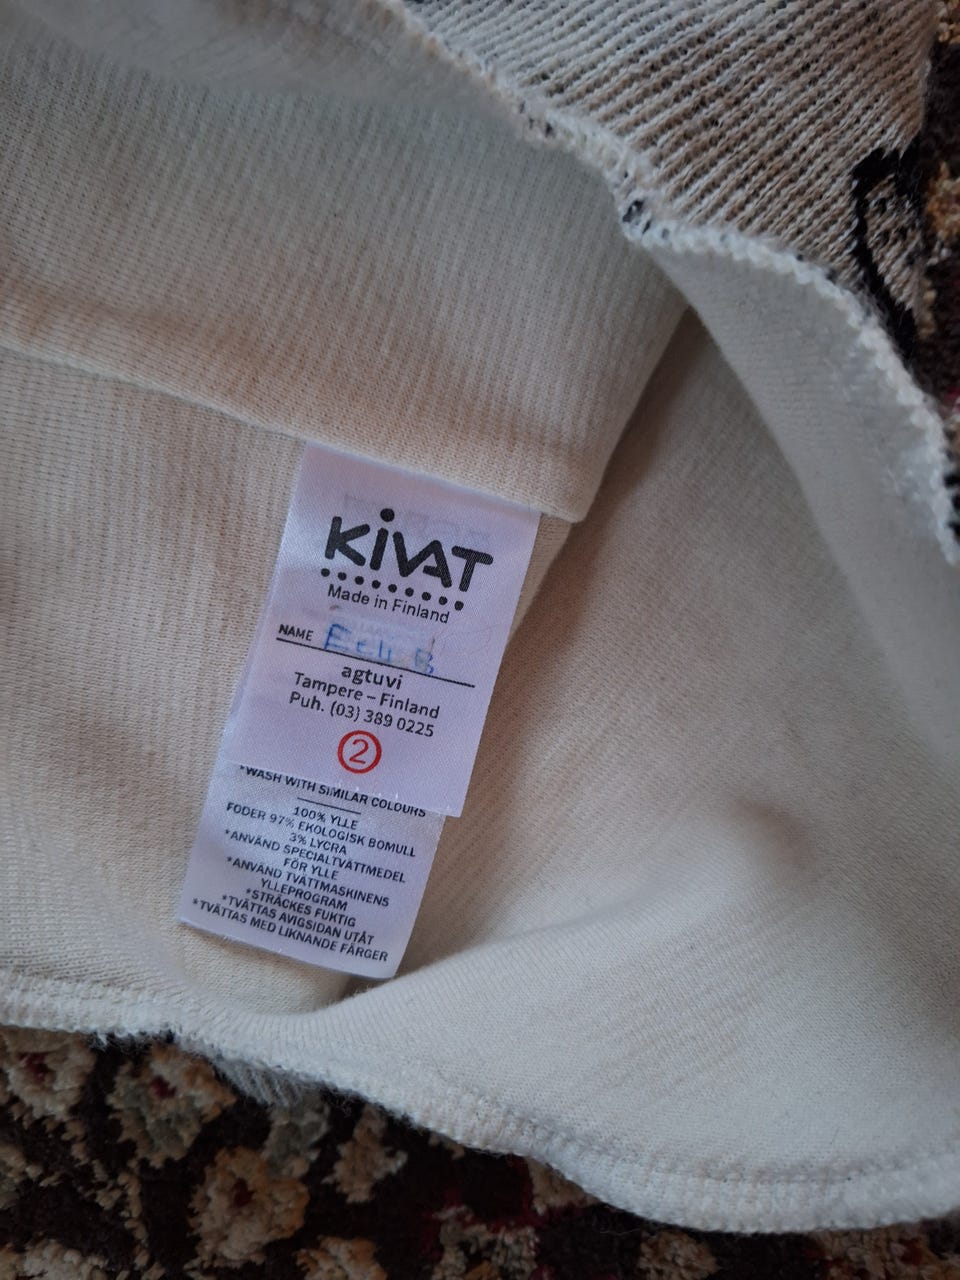 KiVAT
Made in Finland
NAME
agtuvi
Tampere – Finland
Puh. (03) 389 0225
2
*WASH WITH SIMILAR COLOURS
100% YLLE
FODER 97% EKOLOGISK BOMULL
3% LYCRA
*ANVÄND SPECIALTVÄTTMEDEL
FÖR YLLE
*ANVÄND TVÄTTMASKINENS
YLLEPROGRAM
*STRÄCKES FUKTIG
*TVÄTTAS AVIGSIDAN UTÅT
*TVÄTTAS MED LIKNANDE FÄRGER